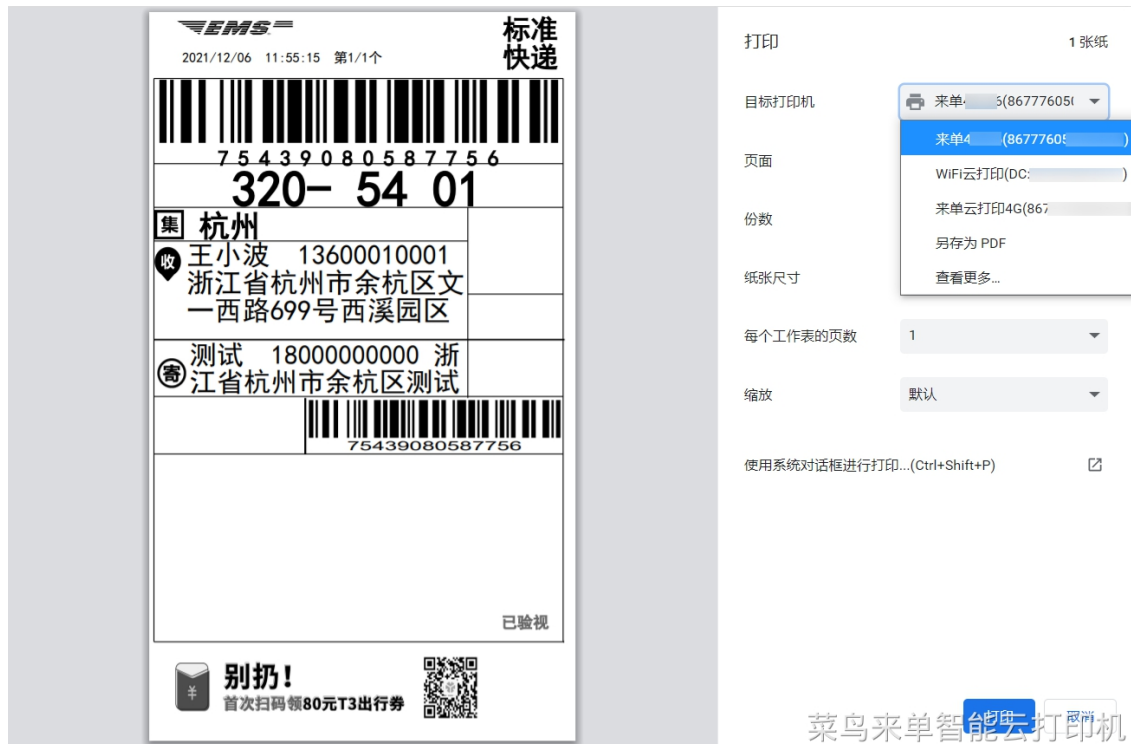 EMS
标准
快递
2021/12/06 11:55:15 第1/1个
75439080587756
320- 54 01
集 杭州
收
王小波 13600010001
浙江省杭州市余杭区文
一西路699号西溪园区
寄
测试 18000000000 浙
江省杭州市余杭区测试
75439080587756
已验视
别扔！
首次扫码领80元T3出行券
打印
1 张纸
目标打印机
来单4 6(86777605
来单4 (8677760
WiFi云打印(DC: )
来单云打印4G(867
另存为 PDF
查看更多...
页面
份数
纸张尺寸
每个工作表的页数
1
缩放
默认
使用系统对话框进行打印...(Ctrl+Shift+P)
打印
取消
菜鸟来单智能云打印机